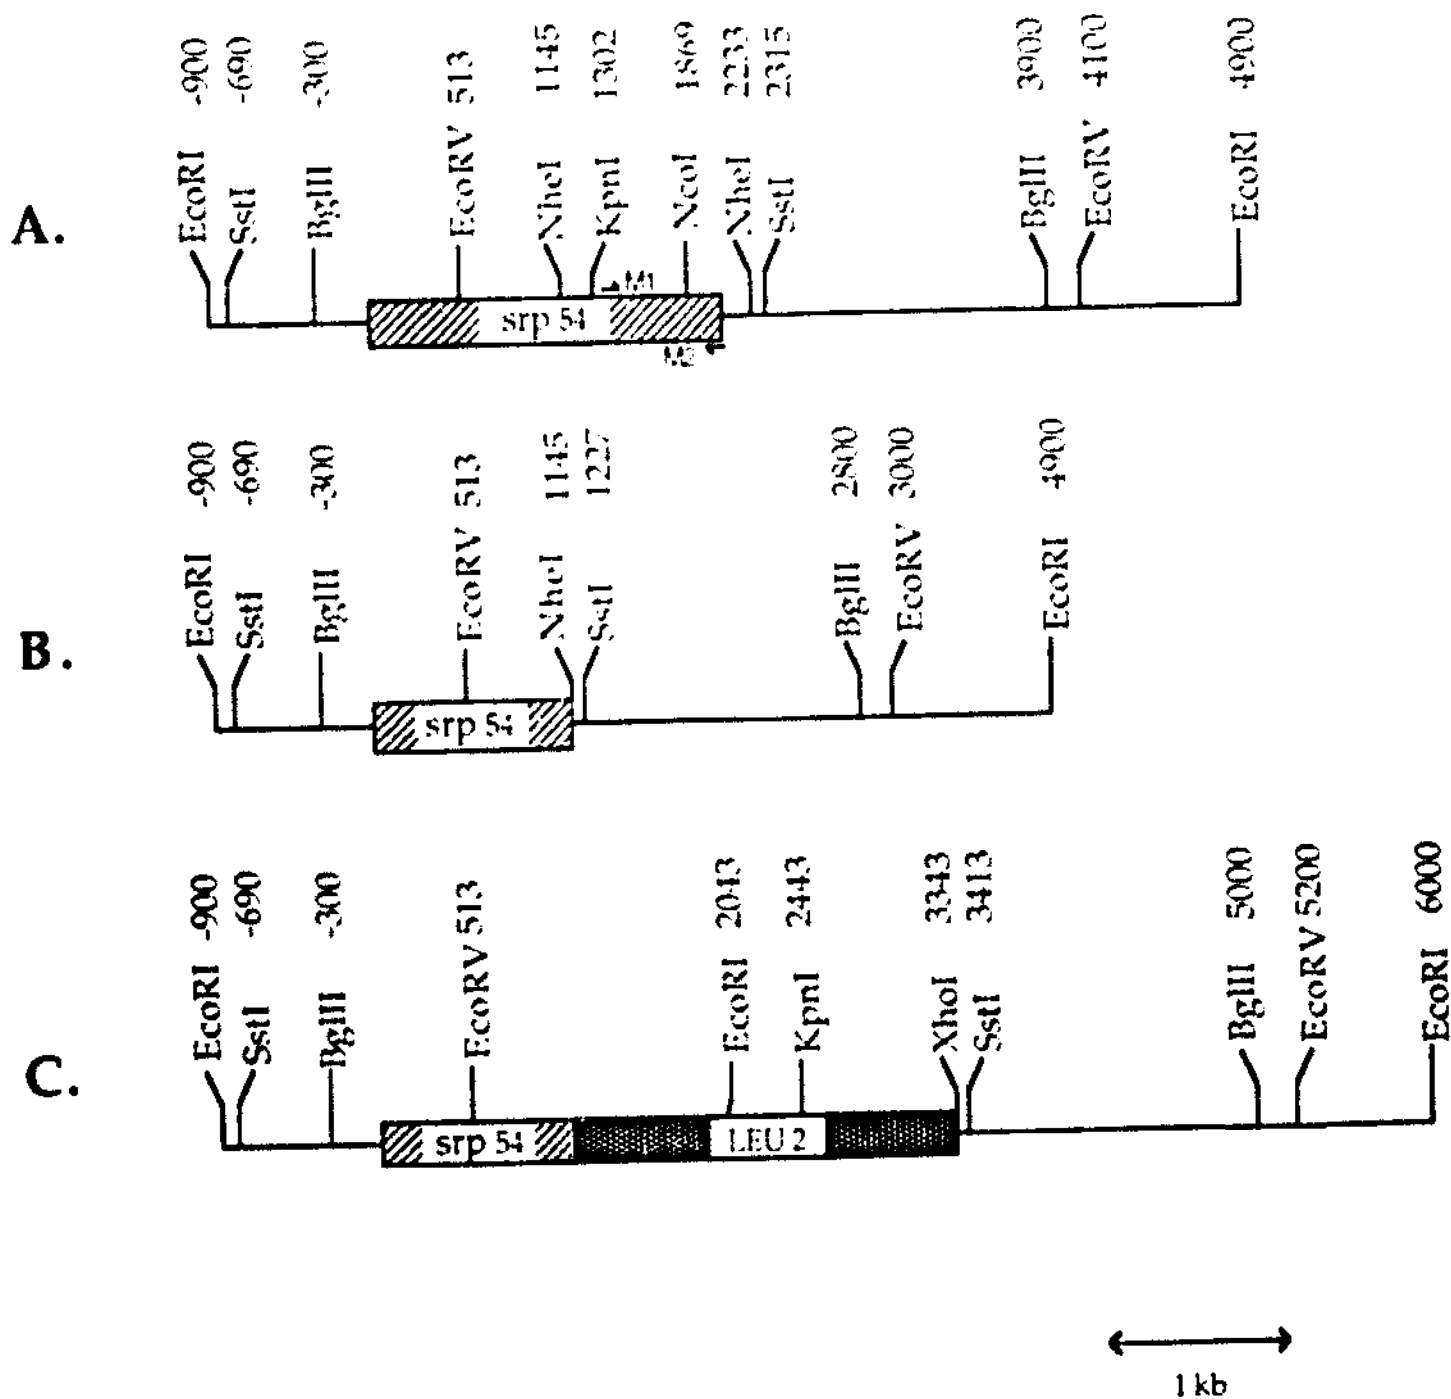 A.
EcoRI -900
SstI -690
BglII -300
EcoRV 513
NheI 1145
KpnI 1302
NcoI 1869
NheI 2233
SstI 2315
BglII 3900
EcoRV 4100
EcoRI 4900
srp 54
M1
M2
B.
EcoRI -900
SstI -690
BglII -300
EcoRV 513
NheI 1145
SstI 1227
BglII 2800
EcoRV 3000
EcoRI 4900
srp 54
C.
EcoRI -900
SstI -690
BglII -300
EcoRV 513
EcoRI 2043
KpnI 2443
XhoI 3343
SstI 3413
BglII 5000
EcoRV 5200
EcoRI 6000
srp 54
LEU 2
1 kb